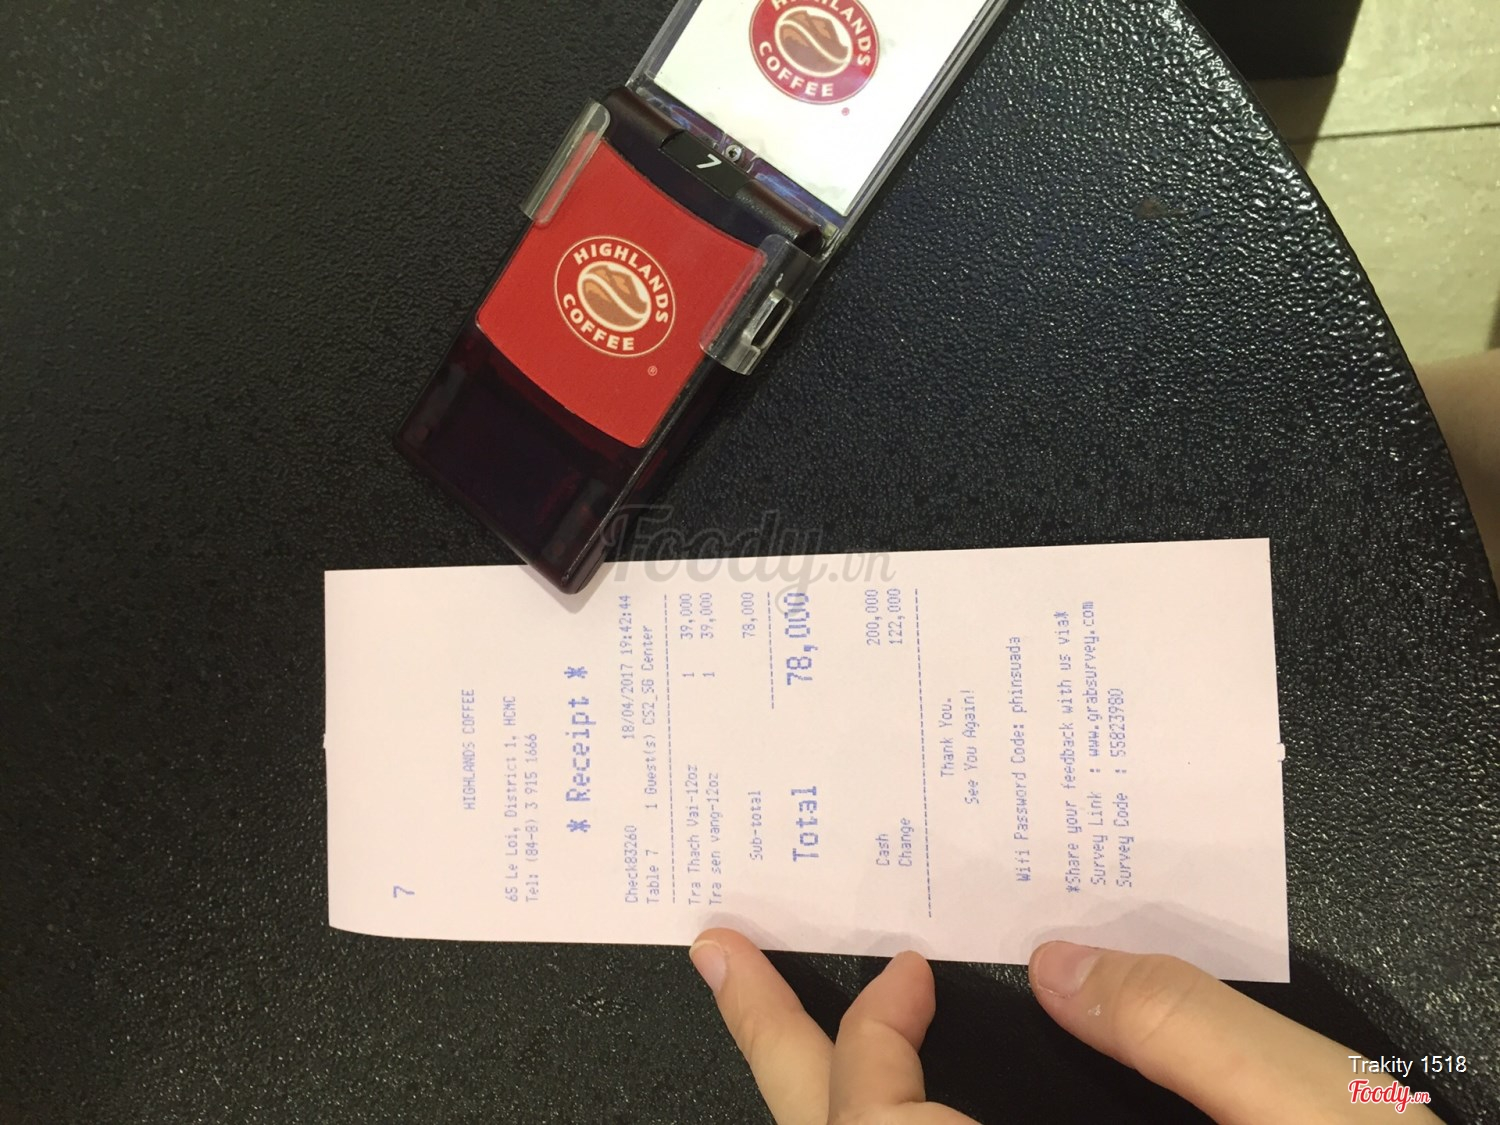 HIGHLANDS
COFFEE
7
HIGHLANDS
COFFEE
®
Foody.vn
7
HIGHLANDS COFFEE
65 Le Loi, District 1, HCMC
Tel: (84-8) 3 915 1666
* Receipt *
Check83260 18/04/2017 19:42:44
Table 7 1 Guest(s) CS2_SG Center
Tra Thach Vai-12oz 1 39,000
Tra sen vang-12oz 1 39,000
Sub-total 78,000
Total 78,000
Cash 200,000
Change 122,000
Thank You.
See You Again!
Wifi Password Code: phinsuada
*Share your feedback with us via*
Survey Link : www.grabsurvey.com
Survey Code : 55823980
Trakity 1518
Foody.vn